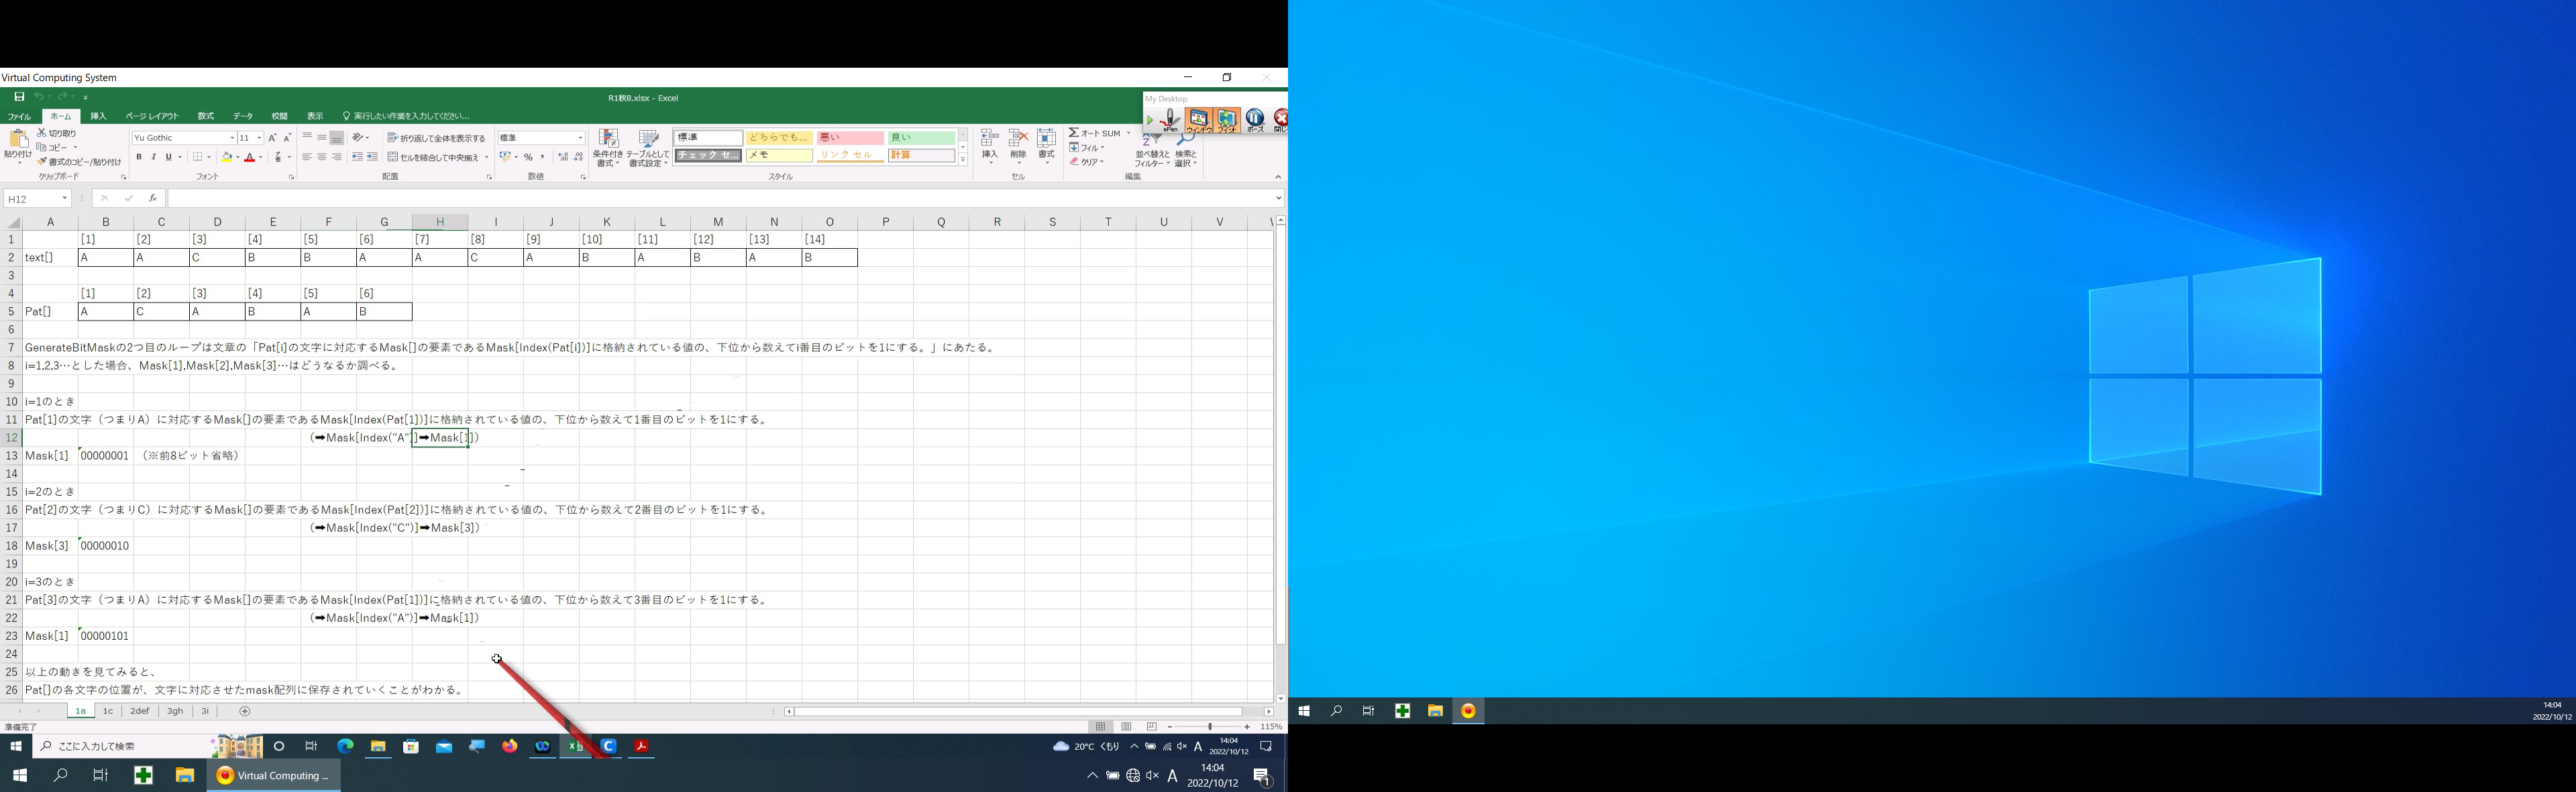 Virtual Computing System
R1秋8.xlsx - Excel
My Desktop
ファイル ホーム 挿入 ページ レイアウト 数式 データ 校閲 表示 実行したい作業を入力してください...
ePen ウィンドウ フィット ポーズ
切り取り
コピー
書式のコピー/貼り付け
貼り付け
クリップボード
Yu Gothic 11
B I U
フォント
折り返して全体を表示する
セルを結合して中央揃え
配置
標準
数値
条件付き書式
テーブルとして書式設定
標準 どちらでも... 悪い 良い
チェック セ... メモ リンク セル 計算
スタイル
挿入 削除 書式
セル
オート SUM
フィル
クリア
並べ替えとフィルター
検索と選択
編集
H12 fx
A B C D E F G H I J K L M N O P Q R S T U V
1 [1] [2] [3] [4] [5] [6] [7] [8] [9] [10] [11] [12] [13] [14]
2 text[] A A C B B A A C A B A B A B
3
4 [1] [2] [3] [4] [5] [6]
5 Pat[] A C A B A B
6
7 GenerateBitMaskの2つ目のループは文章の「Pat[i]の文字に対応するMask[]の要素であるMask[Index(Pat[i])]に格納されている値の、下位から数えてi番目のビットを1にする。」にあたる。
8 i=1,2,3…とした場合、Mask[1],Mask[2],Mask[3]…はどうなるか調べる。
9
10 i=1のとき
11 Pat[1]の文字（つまりA）に対応するMask[]の要素であるMask[Index(Pat[1])]に格納されている値の、下位から数えて1番目のビットを1にする。
12 （➡Mask[Index("A")]➡Mask[1]）
13 Mask[1] 00000001 （※前8ビット省略）
14
15 i=2のとき
16 Pat[2]の文字（つまりC）に対応するMask[]の要素であるMask[Index(Pat[2])]に格納されている値の、下位から数えて2番目のビットを1にする。
17 （➡Mask[Index("C")]➡Mask[3]）
18 Mask[3] 00000010
19
20 i=3のとき
21 Pat[3]の文字（つまりA）に対応するMask[]の要素であるMask[Index(Pat[1])]に格納されている値の、下位から数えて3番目のビットを1にする。
22 （➡Mask[Index("A")]➡Mask[1]）
23 Mask[1] 00000101
24
25 以上の動きを見てみると、
26 Pat[]の各文字の位置が、文字に対応させたmask配列に保存されていくことがわかる。
1a 1c 2def 3gh 3i
準備完了 115%
ここに入力して検索 20°C くもり A 14:04 2022/10/12
Virtual Computing ... A 14:04 2022/10/12 1
14:04
2022/10/12